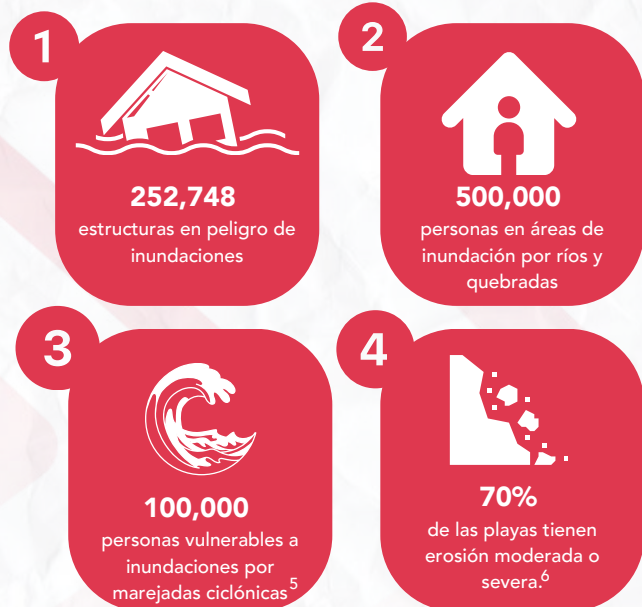 1
252,748
estructuras en peligro de
inundaciones
2
500,000
personas en áreas de
inundación por ríos y
quebradas
3
100,000
personas vulnerables a
inundaciones por
marejadas ciclónicas5
4
70%
de las playas tienen
erosión moderada o
severa.6